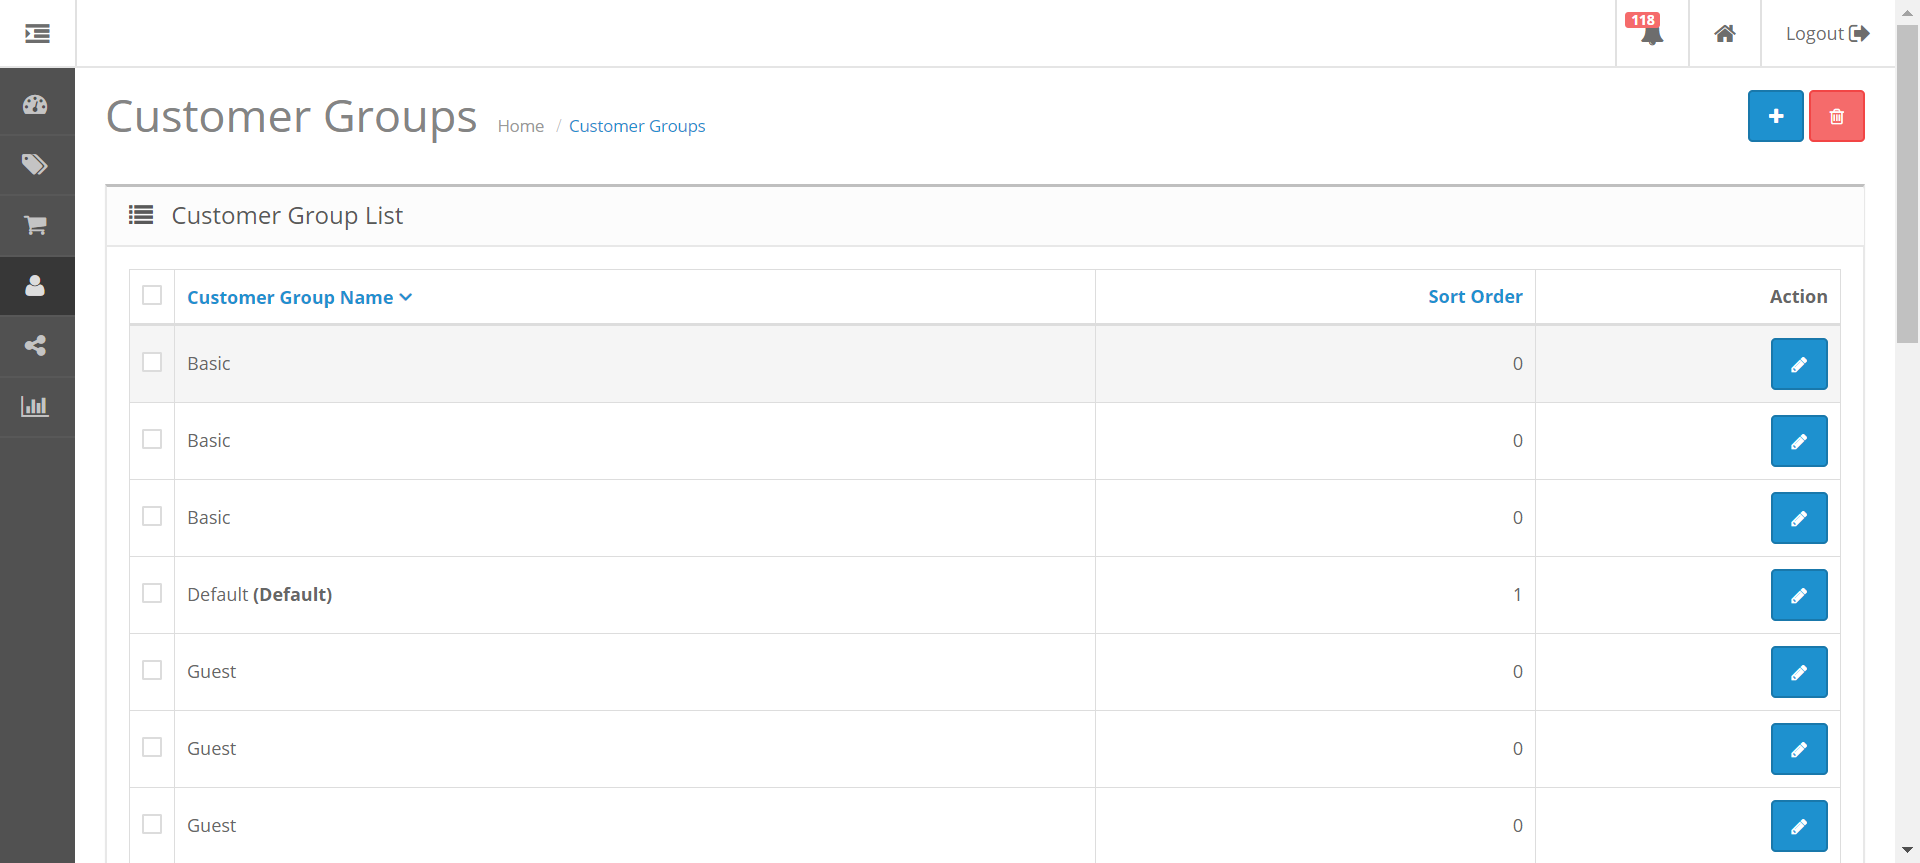 118
Logout
Customer Groups
Home / Customer Groups
Customer Group List
Customer Group Name Sort Order Action
Basic 0
Basic 0
Basic 0
Default (Default) 1
Guest 0
Guest 0
Guest 0